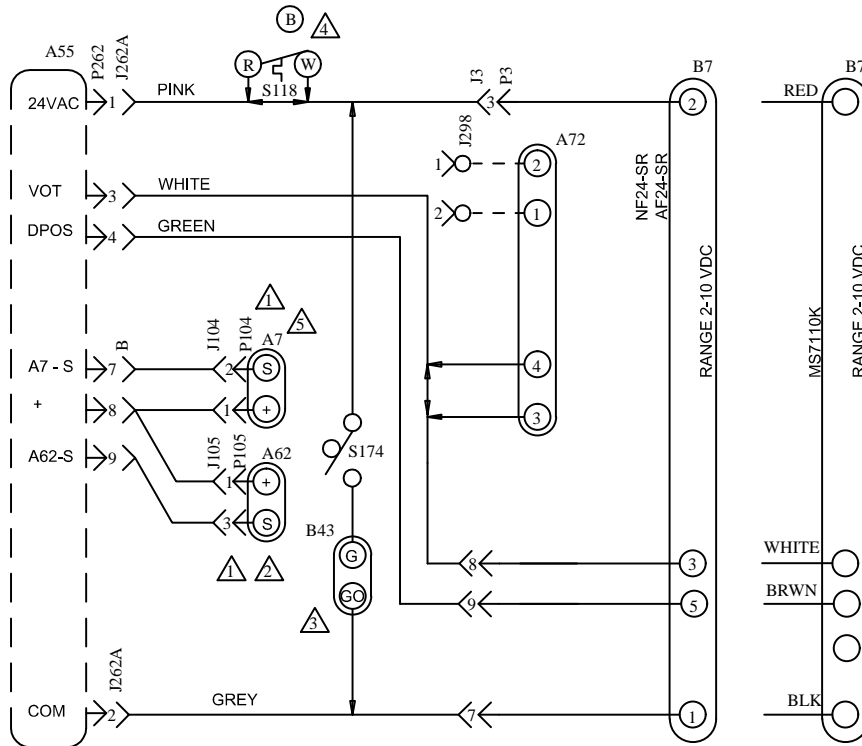 B
4
A55
P262
J262A
R
W
J3
P3
B7
B7
24VAC
1
PINK
S118
3
2
RED
J298
A72
1
2
NF24-SR
AF24-SR
VOT
3
WHITE
2
1
DPOS
4
GREEN
RANGE 2-10 VDC
MS7110K
RANGE 2-10 VDC
1
5
B
J104
P104
A7
A7 - S
7
2
S
4
+
8
1
+
3
J105
P105
A62
S174
A62-S
9
1
+
3
S
B43
1
2
G
8
3
WHITE
GO
9
5
BRWN
3
J262A
COM
2
GREY
7
1
BLK